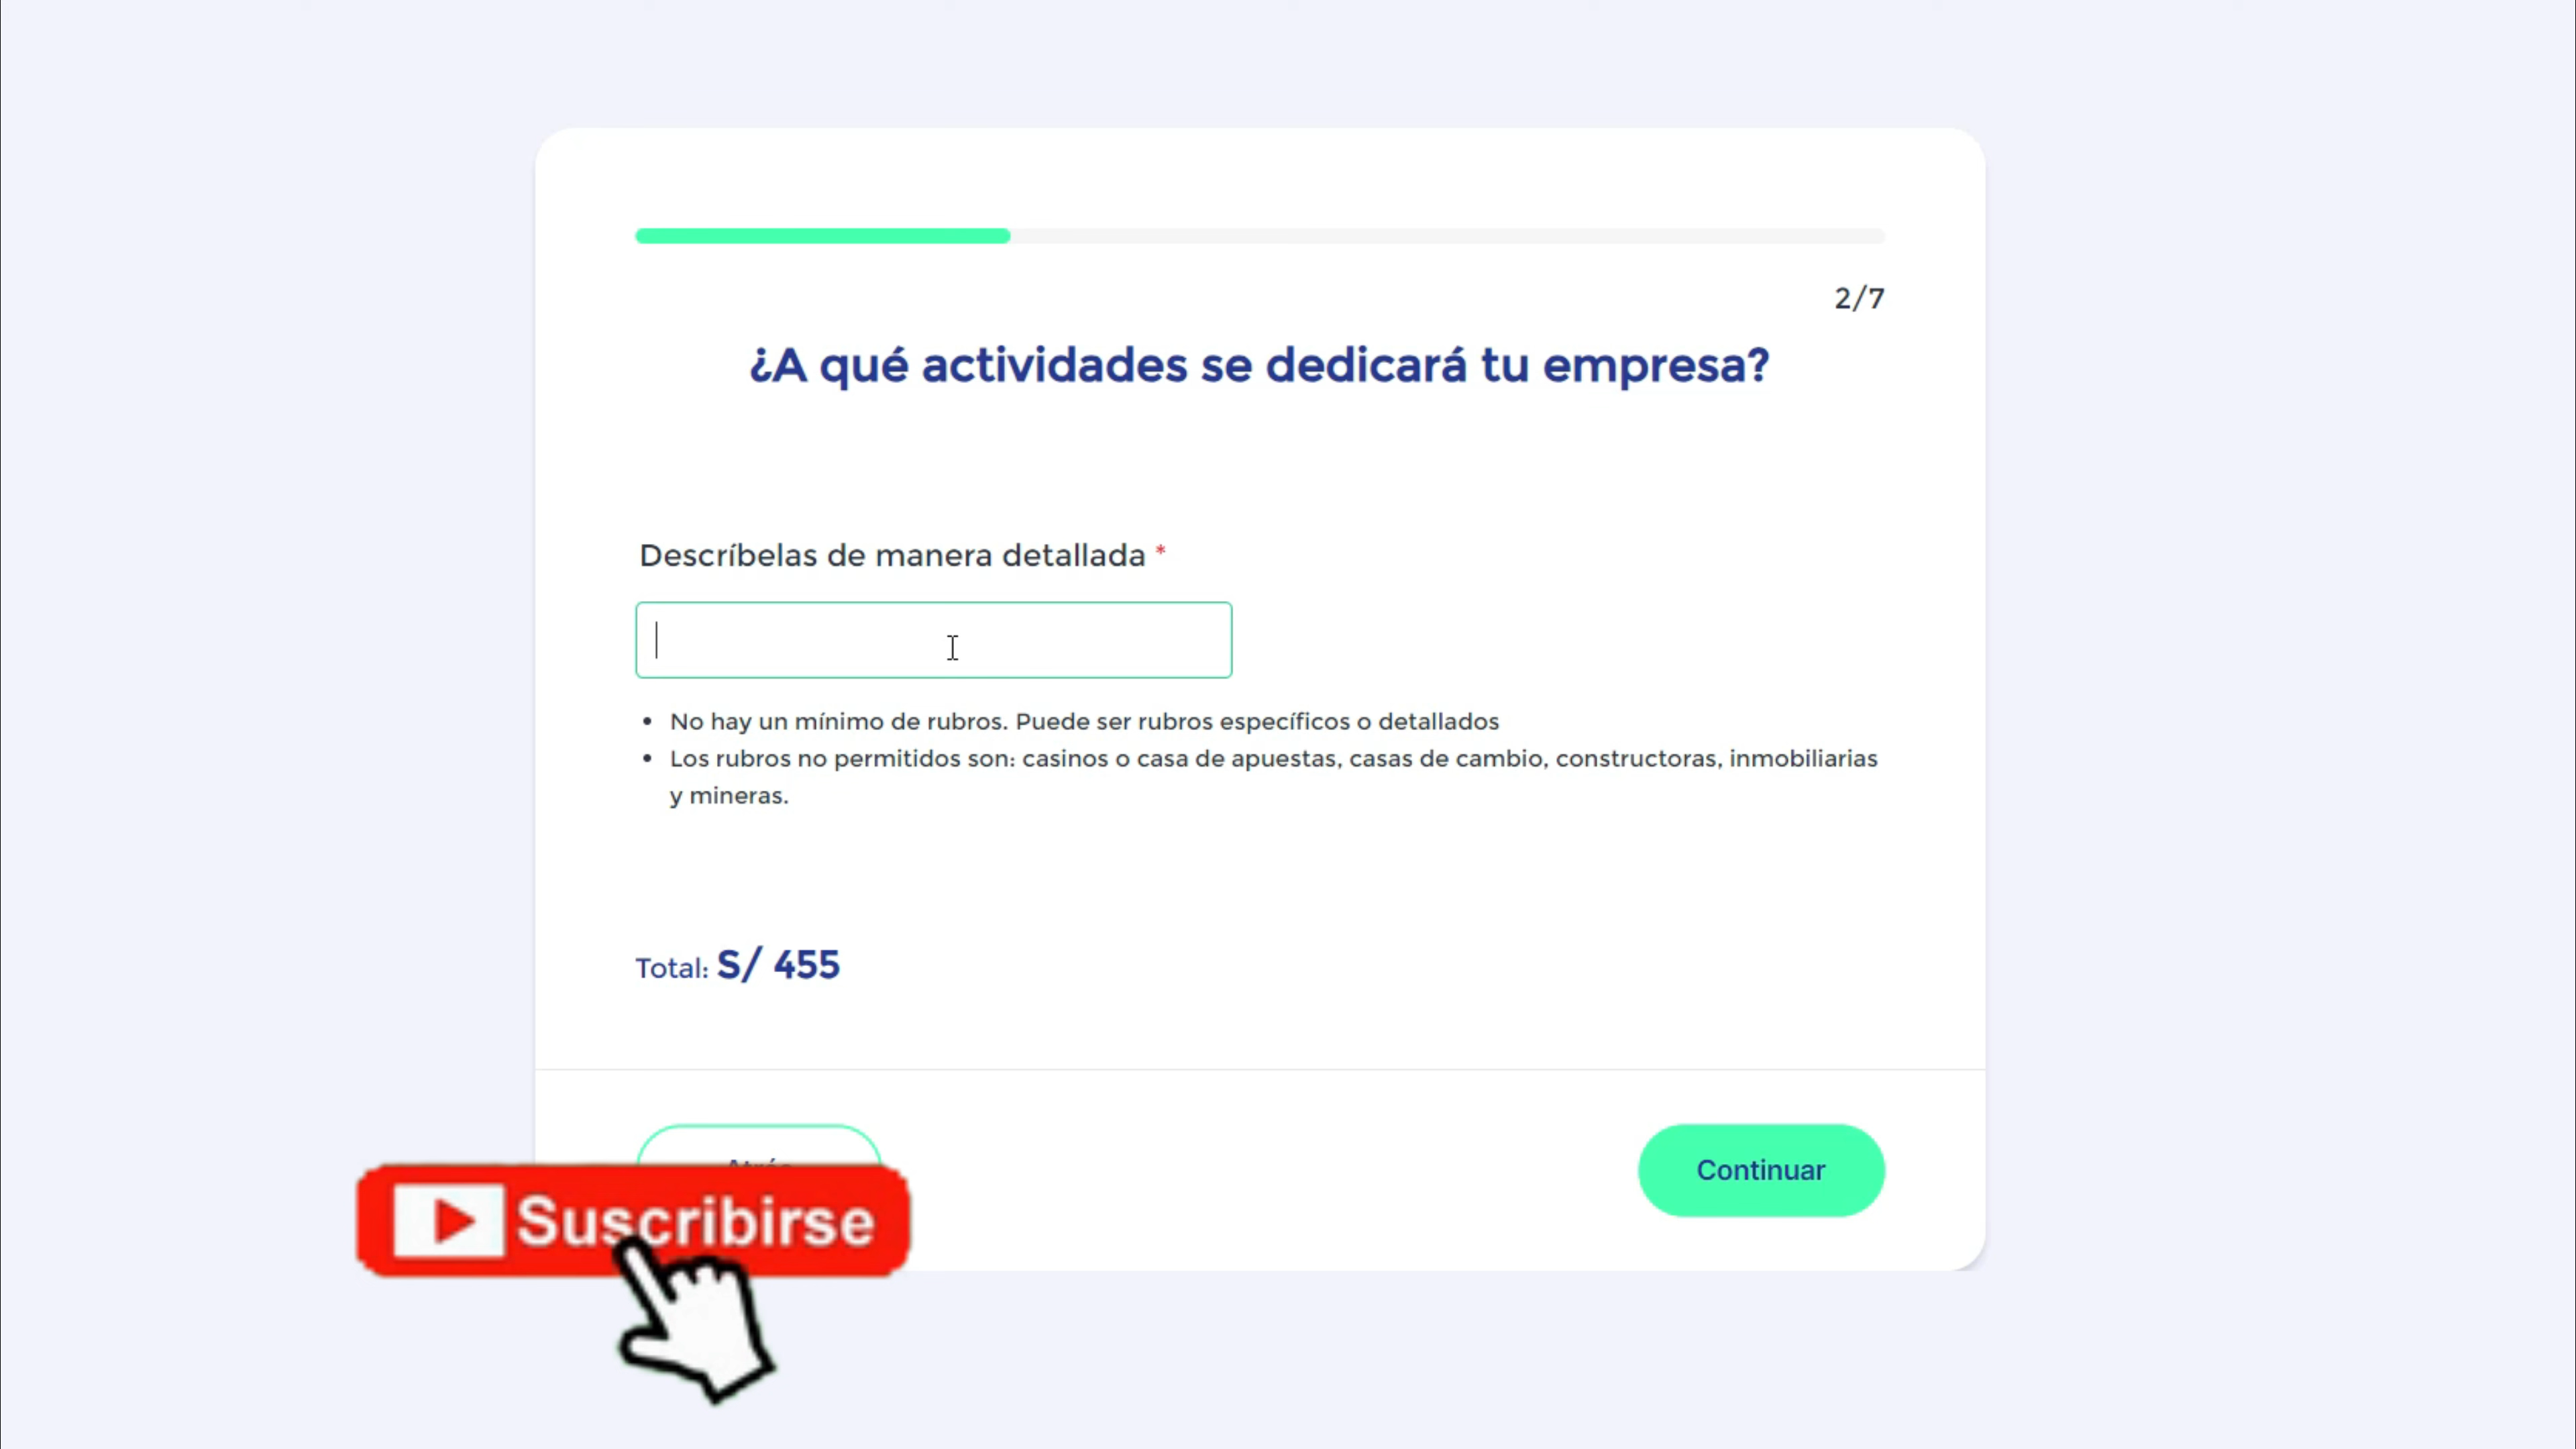 2/7
¿A qué actividades se dedicará tu empresa?
Descríbelas de manera detallada *
• No hay un mínimo de rubros. Puede ser rubros específicos o detallados
• Los rubros no permitidos son: casinos o casa de apuestas, casas de cambio, constructoras, inmobiliarias
y mineras.
Total: S/ 455
Continuar
Suscribirse